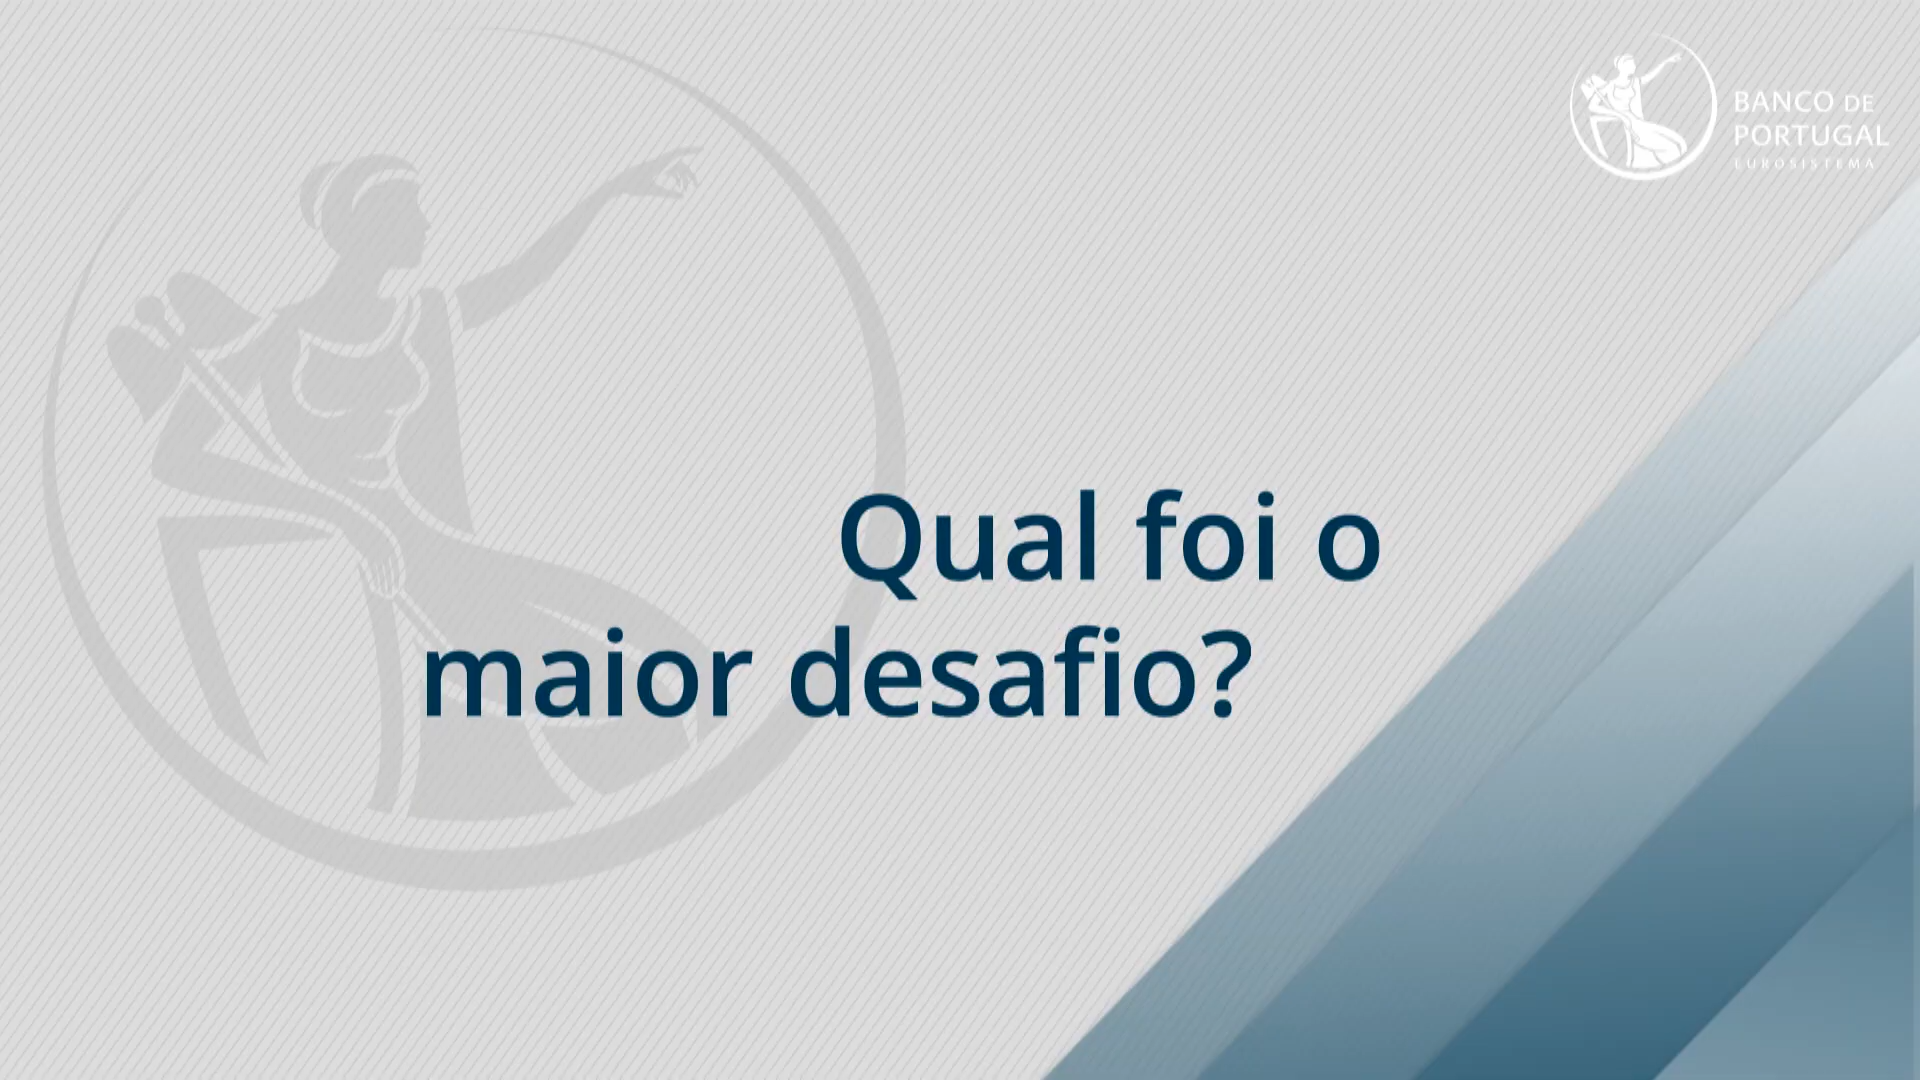 BANCO DE
PORTUGAL
EUROSISTEMA
Qual foi o
maior desafio?